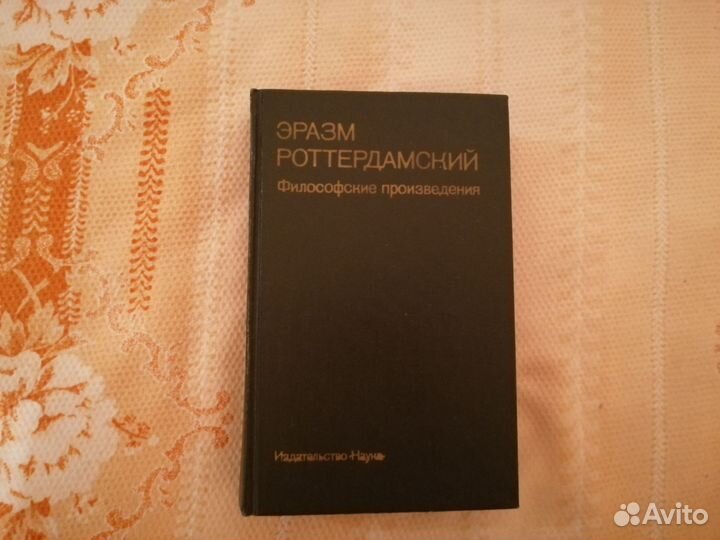 ЭРАЗМ
РОТТЕРДАМСКИЙ
Философские произведения
Издательство·Наука·
Avito